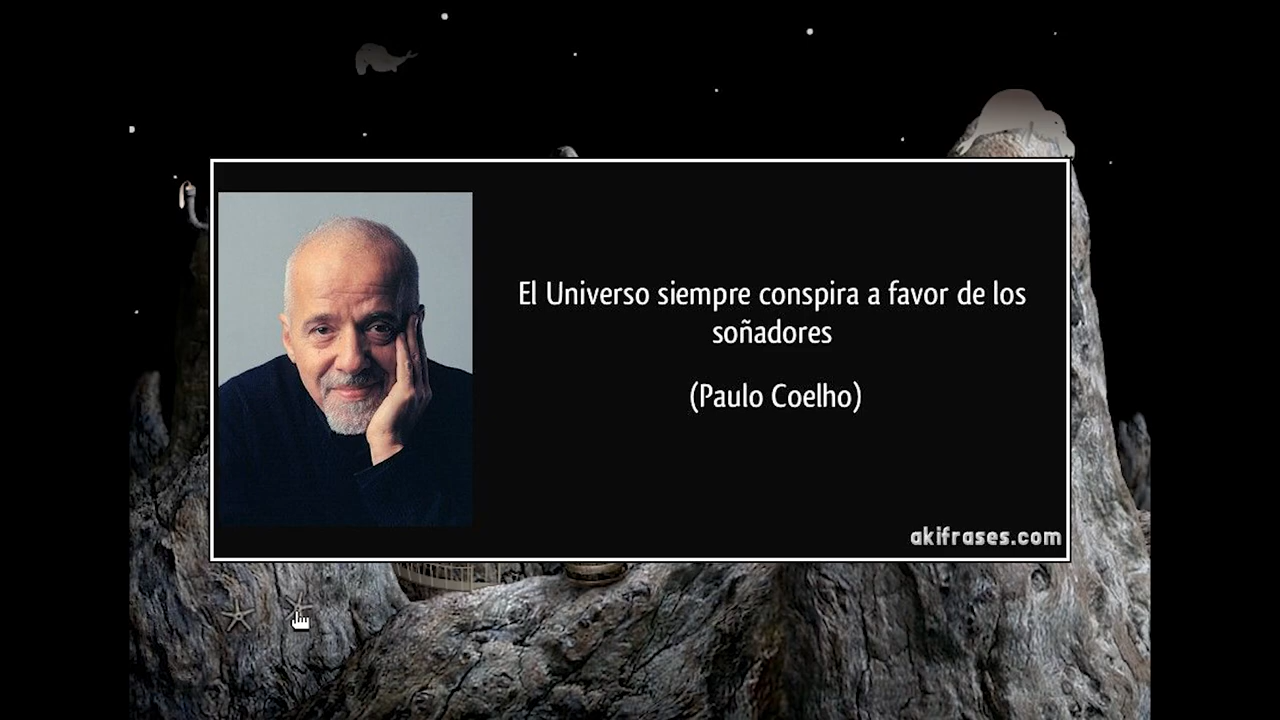 El Universo siempre conspira a favor de los
soñadores
(Paulo Coelho)
akifrases.com